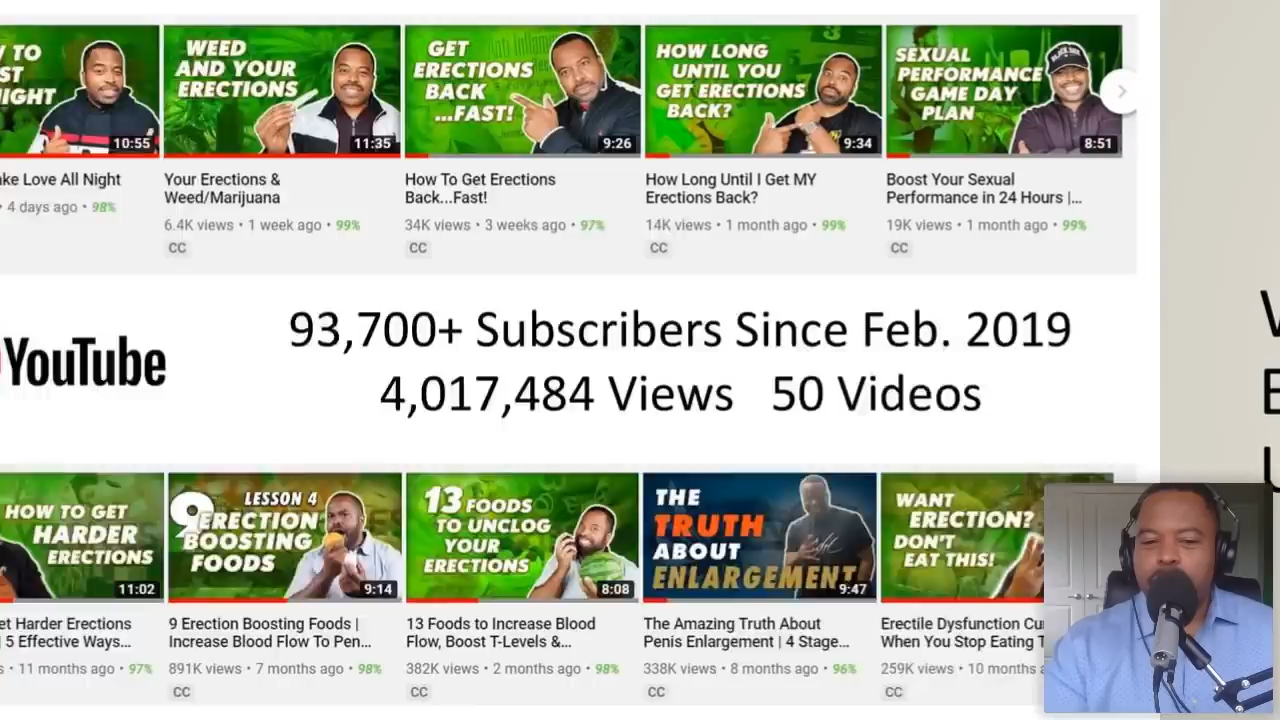 TO
ST
IGHT
10:55
ke Love All Night
4 days ago • 98%
WEED
AND YOUR
ERECTIONS
11:35
Your Erections &
Weed/Marijuana
6.4K views • 1 week ago • 99%
CC
GET
ERECTIONS
BACK
...FAST!
9:26
How To Get Erections
Back...Fast!
34K views • 3 weeks ago • 97%
CC
HOW LONG
UNTIL YOU
GET ERECTIONS
BACK?
9:34
How Long Until I Get MY
Erections Back?
14K views • 1 month ago • 99%
CC
SEXUAL
PERFORMANCE
GAME DAY
PLAN
8:51
Boost Your Sexual
Performance in 24 Hours |...
19K views • 1 month ago • 99%
CC
YouTube
93,700+ Subscribers Since Feb. 2019
4,017,484 Views 50 Videos
HOW TO GET
HARDER
ERECTIONS
11:02
et Harder Erections
| 5 Effective Ways...
s • 11 months ago • 97%
LESSON 4
9 ERECTION
BOOSTING
FOODS
9:14
9 Erection Boosting Foods |
Increase Blood Flow To Pen...
891K views • 7 months ago • 98%
CC
13 FOODS
TO UNCLOG
YOUR
ERECTIONS
8:08
13 Foods to Increase Blood
Flow, Boost T-Levels &...
382K views • 2 months ago • 98%
CC
THE
TRUTH
ABOUT
ENLARGEMENT
9:47
The Amazing Truth About
Penis Enlargement | 4 Stage...
338K views • 8 months ago • 96%
CC
WANT
ERECTION?
DON'T
EAT THIS!
Erectile Dysfunction Cu
When You Stop Eating T
259K views • 10 months a
CC